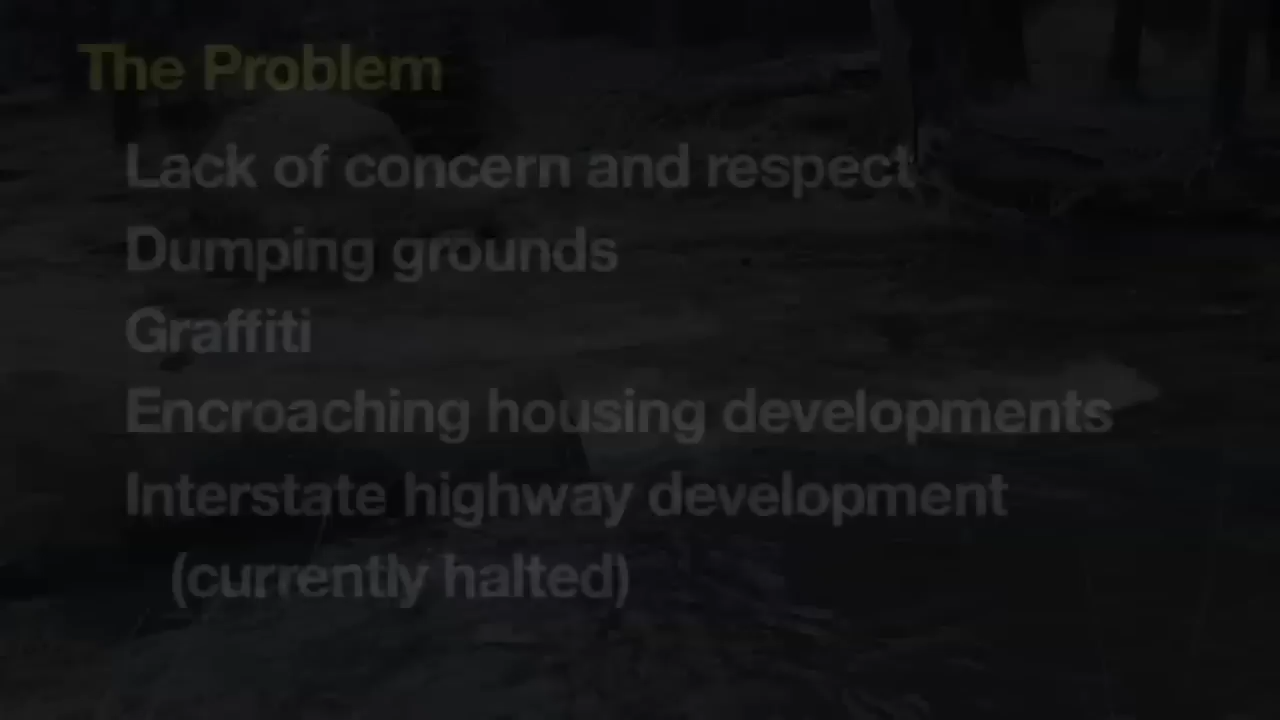 The Problem
Lack of concern and respect
Dumping grounds
Graffiti
Encroaching housing developments
Interstate highway development
(currently halted)